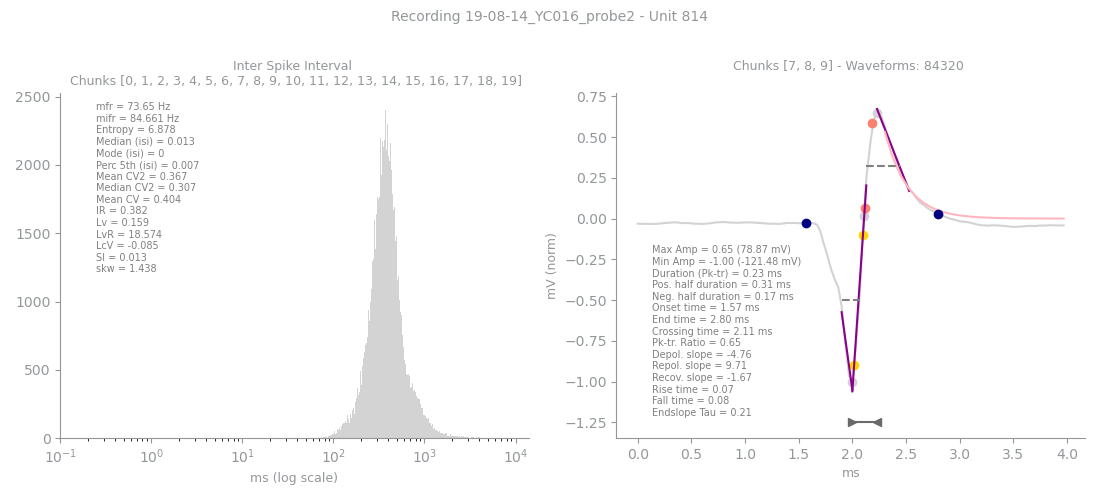 Recording 19-08-14_YC016_probe2 - Unit 814
Inter Spike Interval
Chunks [0, 1, 2, 3, 4, 5, 6, 7, 8, 9, 10, 11, 12, 13, 14, 15, 16, 17, 18, 19]
2500
2000
1500
1000
500
0
mfr = 73.65 Hz
mifr = 84.661 Hz
Entropy = 6.878
Median (isi) = 0.013
Mode (isi) = 0
Perc 5th (isi) = 0.007
Mean CV2 = 0.367
Median CV2 = 0.307
Mean CV = 0.404
IR = 0.382
Lv = 0.159
LvR = 18.574
LcV = -0.085
SI = 0.013
skw = 1.438
10⁻¹ 10⁰ 10¹ 10² 10³ 10⁴
ms (log scale)
Chunks [7, 8, 9] - Waveforms: 84320
0.75
0.50
0.25
0.00
−0.25
−0.50
−0.75
−1.00
−1.25
mV (norm)
Max Amp = 0.65 (78.87 mV)
Min Amp = -1.00 (-121.48 mV)
Duration (Pk-tr) = 0.23 ms
Pos. half duration = 0.31 ms
Neg. half duration = 0.17 ms
Onset time = 1.57 ms
End time = 2.80 ms
Crossing time = 2.11 ms
Pk-tr. Ratio = 0.65
Depol. slope = -4.76
Repol. slope = 9.71
Recov. slope = -1.67
Rise time = 0.07
Fall time = 0.08
Endslope Tau = 0.21
0.0 0.5 1.0 1.5 2.0 2.5 3.0 3.5 4.0
ms